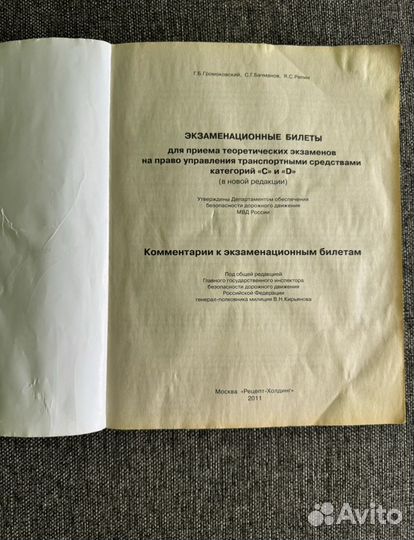 Г.Б.Громоковский, С.Г.Бачманов, Я.С.Репин
ЭКЗАМЕНАЦИОННЫЕ БИЛЕТЫ
для приема теоретических экзаменов
на право управления транспортными средствами
категорий «C» и «D»
(в новой редакции)
Утверждены Департаментом обеспечения
безопасности дорожного движения
МВД России
Комментарии к экзаменационным билетам
Под общей редакцией
Главного государственного инспектора
безопасности дорожного движения
Российской Федерации
генерал-полковника милиции В.Н.Кирьянова
Москва «Рецепт-Холдинг»
2011
Avito